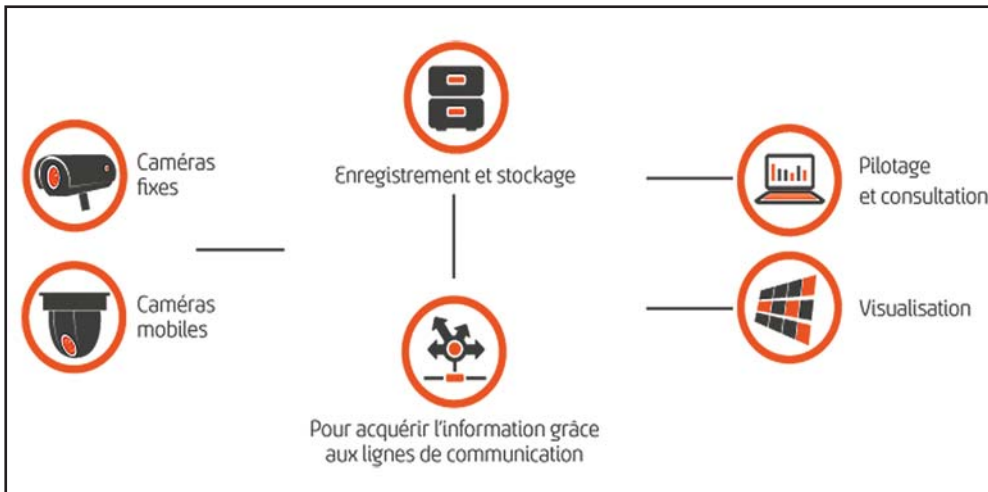 Caméras
fixes
Caméras
mobiles
Enregistrement et stockage
Pour acquérir l'information grâce
aux lignes de communication
Pilotage
et consultation
Visualisation